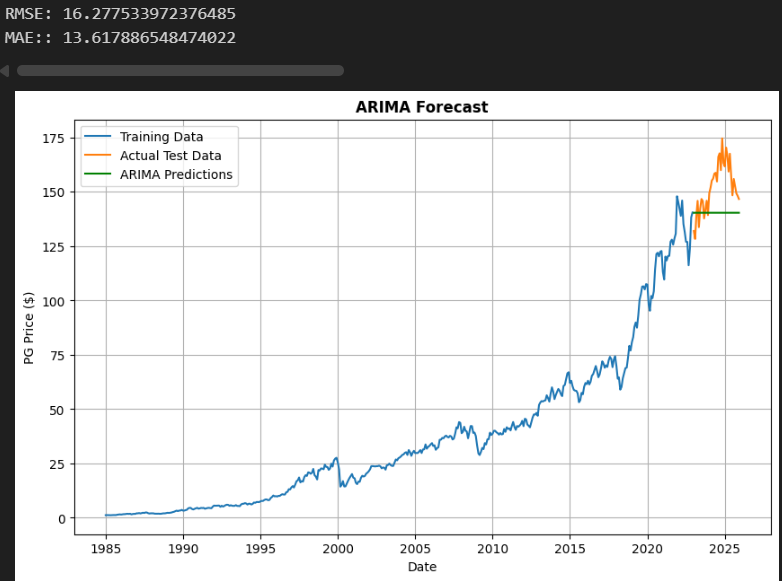 RMSE: 16.277533972376485
MAE:: 13.617886548474022
ARIMA Forecast
Training Data
Actual Test Data
ARIMA Predictions
PG Price ($)
175
150
125
100
75
50
25
0
1985 1990 1995 2000 2005 2010 2015 2020 2025
Date